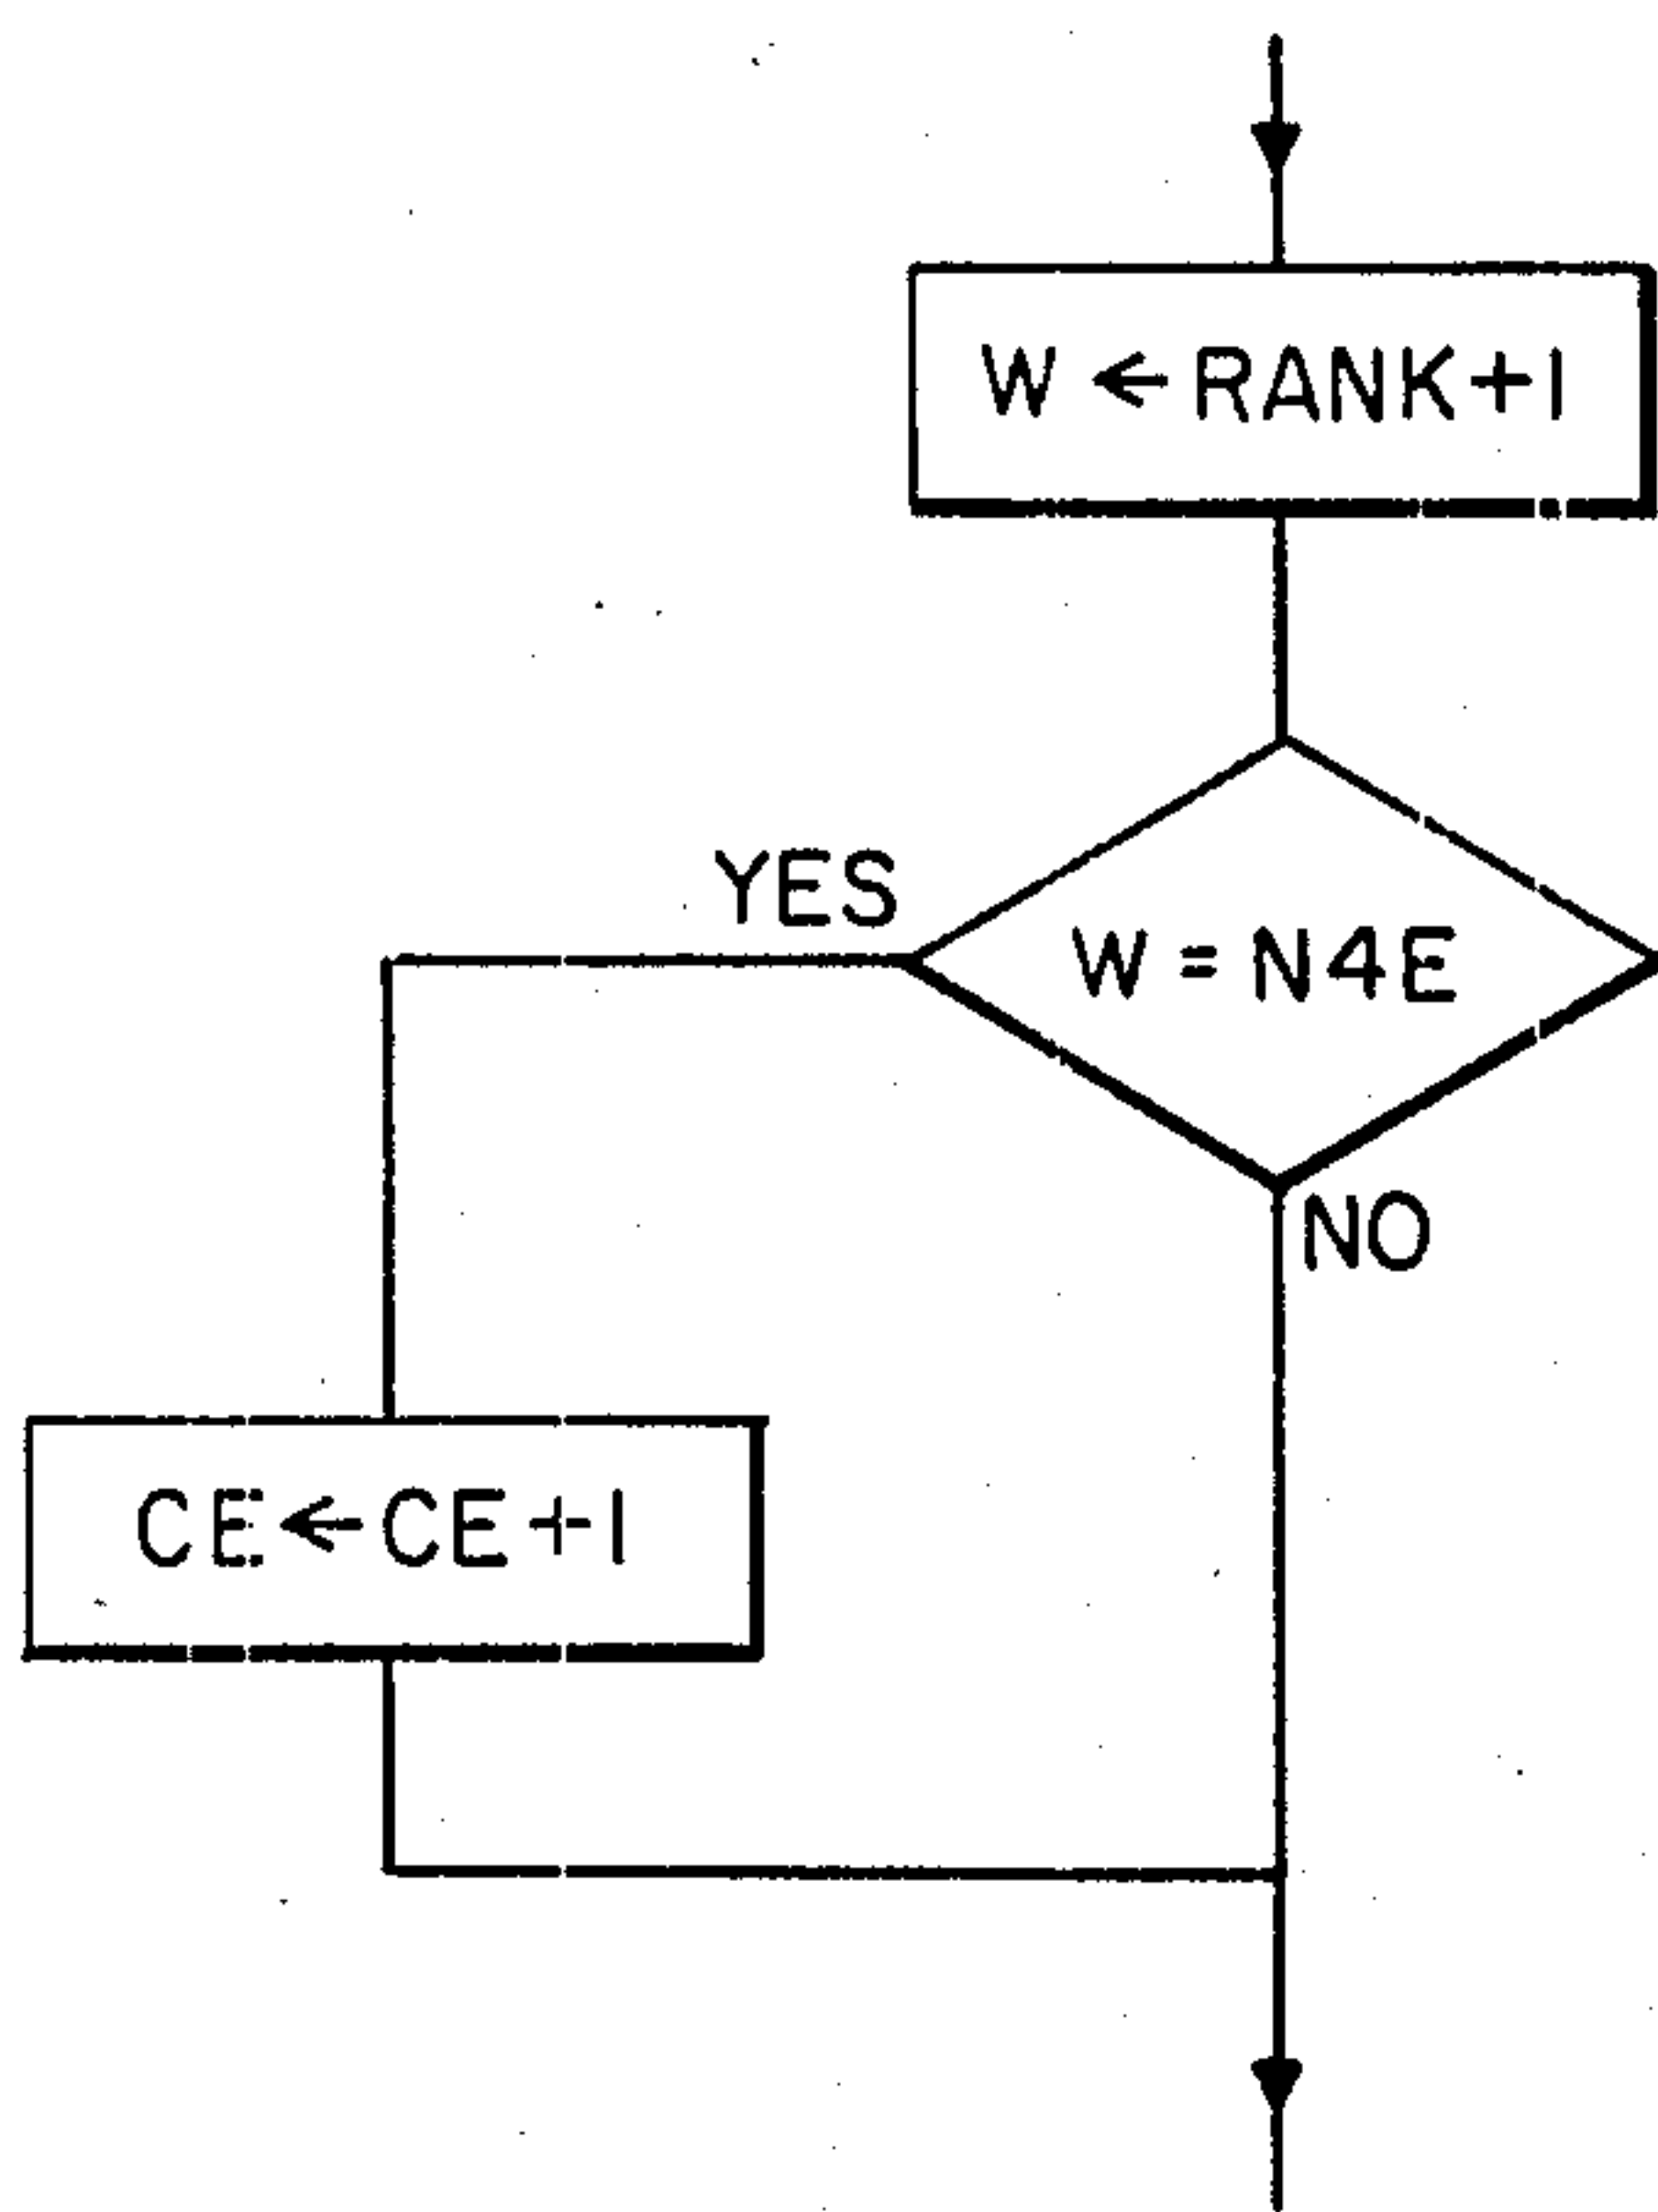 W ← RANK+1
YES
W = N4E
NO
CE ← CE+1